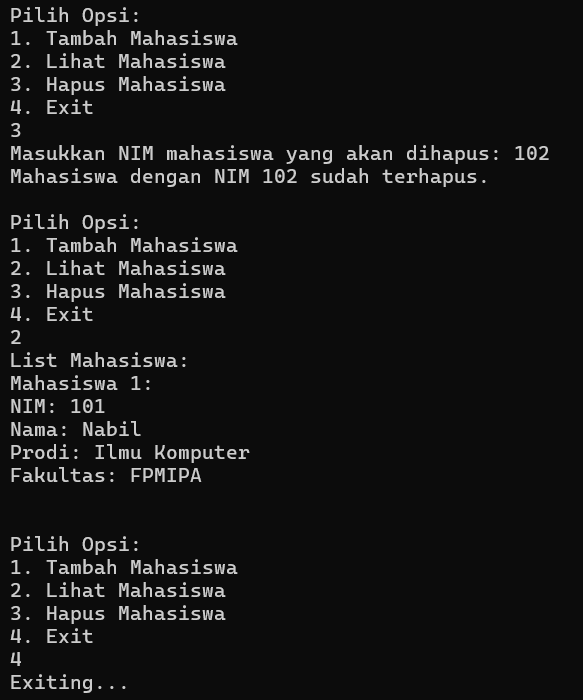 Pilih Opsi:
1. Tambah Mahasiswa
2. Lihat Mahasiswa
3. Hapus Mahasiswa
4. Exit
3
Masukkan NIM mahasiswa yang akan dihapus: 102
Mahasiswa dengan NIM 102 sudah terhapus.

Pilih Opsi:
1. Tambah Mahasiswa
2. Lihat Mahasiswa
3. Hapus Mahasiswa
4. Exit
2
List Mahasiswa:
Mahasiswa 1:
NIM: 101
Nama: Nabil
Prodi: Ilmu Komputer
Fakultas: FPMIPA

Pilih Opsi:
1. Tambah Mahasiswa
2. Lihat Mahasiswa
3. Hapus Mahasiswa
4. Exit
4
Exiting...